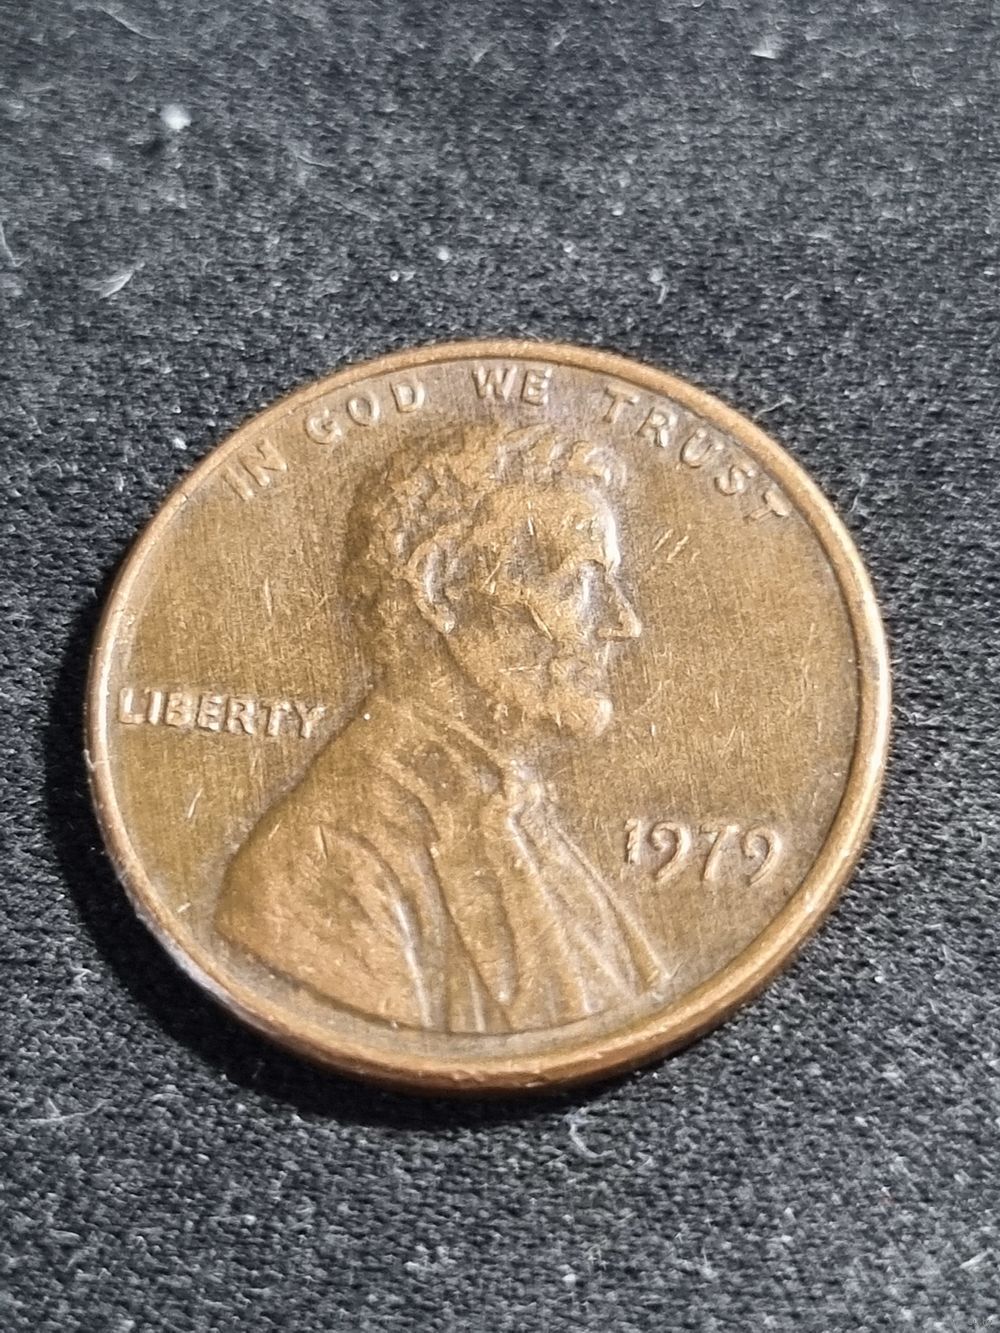 IN GOD WE TRUST
LIBERTY
1979